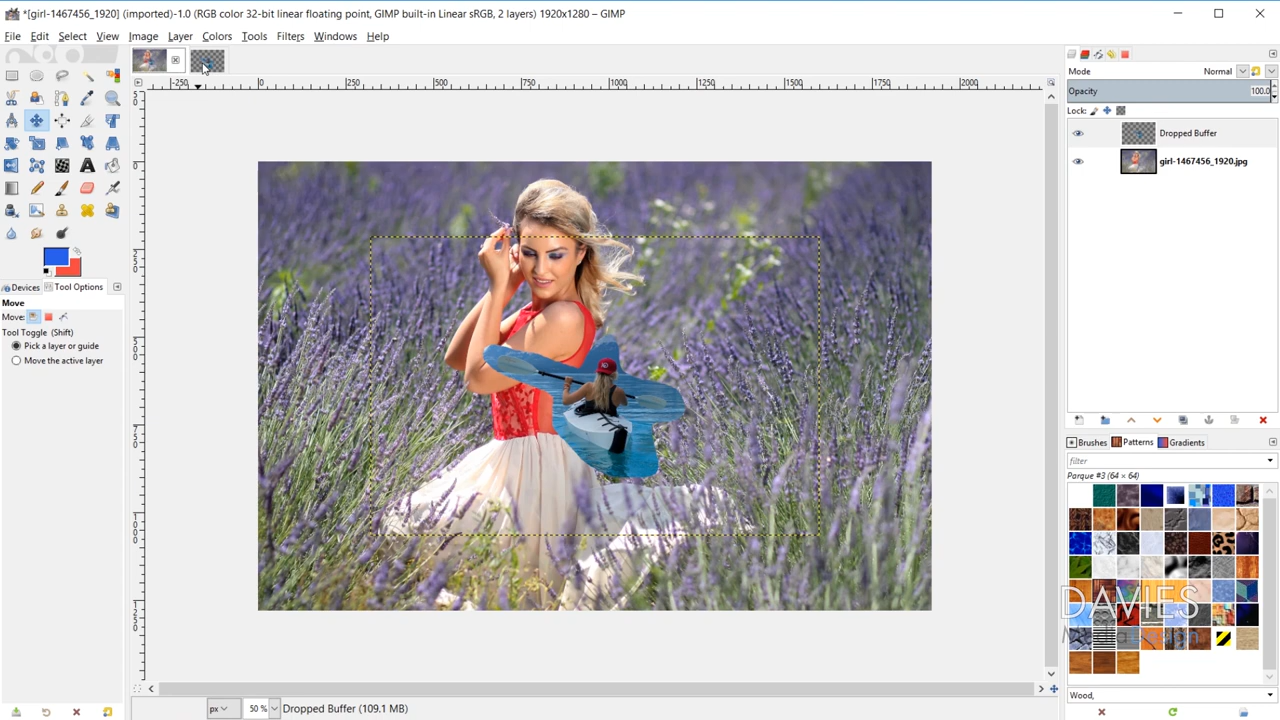 *[girl-1467456_1920] (imported)-1.0 (RGB color 32-bit linear floating point, GIMP built-in Linear sRGB, 2 layers) 1920x1280 – GIMP
File Edit Select View Image Layer Colors Tools Filters Windows Help
Mode Normal
-250 0 250 500 750 1000 1250 1500 1750 2000
Opacity 100.0
Lock:
Dropped Buffer
girl-1467456_1920.jpg
Devices Tool Options
Move
Move:
Tool Toggle (Shift)
Pick a layer or guide
Move the active layer
Brushes Patterns Gradients
filter
Parque #3 (64 × 64)
DAVIES
Media Design
Wood,
px 50 % Dropped Buffer (109.1 MB)